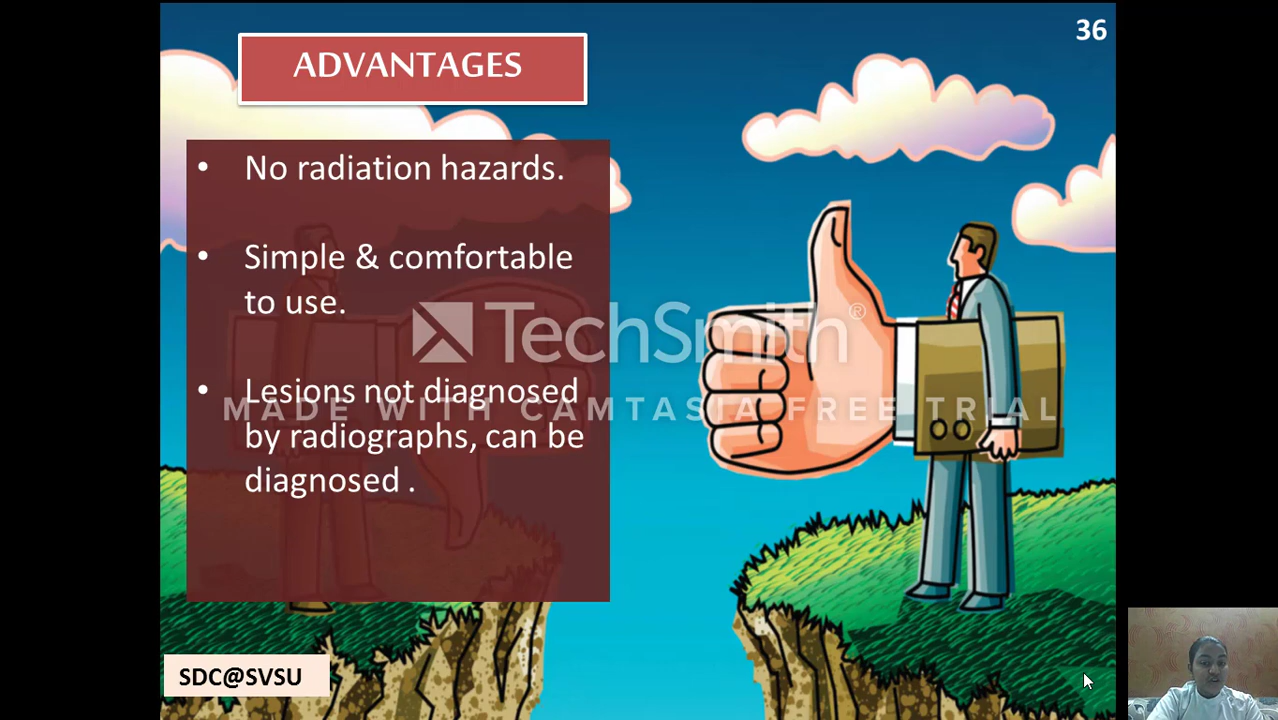 36
ADVANTAGES
• No radiation hazards.
• Simple & comfortable
to use.
TechSmith®
MADE WITH CAMTASIA FREE TRIAL
• Lesions not diagnosed
by radiographs, can be
diagnosed .
SDC@SVSU